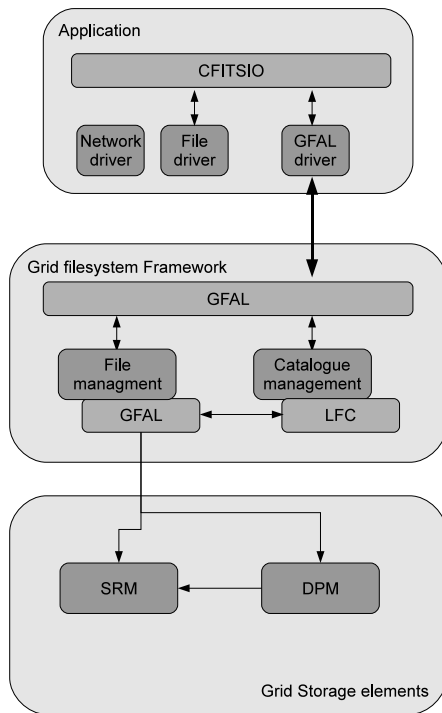 Application
CFITSIO
Network
driver
File
driver
GFAL
driver
Grid filesystem Framework
GFAL
File
managment
Catalogue
management
GFAL
LFC
SRM
DPM
Grid Storage elements